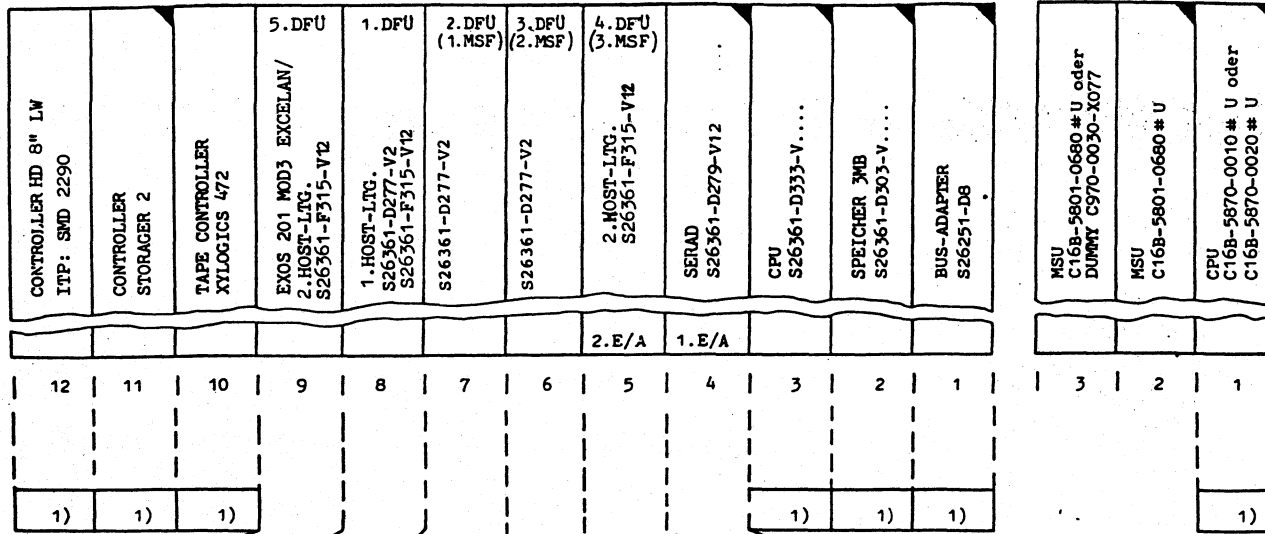 5.DFÜ
1.DFÜ
2.DFÜ
(1.MSF)
3.DFÜ
(2.MSF)
4.DFÜ
(3.MSF)
CONTROLLER HD 8" LW
ITP: SMD 2290
CONTROLLER
STORAGER 2
TAPE CONTROLLER
XYLOGICS 472
EXOS 201 MOD3 EXCELAN/
2.HOST-LTG.
S26361-F315-V12
1.HOST-LTG.
S26361-D277-V2
S26361-F315-V12
S26361-D277-V2
S26361-D277-V2
2.HOST-LTG.
S26361-F315-V12
SERAD
S26361-D279-V12
CPU
S26361-D333-V....
SPEICHER 3MB
S26361-D303-V....
BUS-ADAPTER
S26251-D8
MSU
C16B-5801-0680 # U oder
DUMMY C970-0030-X077
MSU
C16B-5801-0680 # U
CPU
C16B-5870-0010 # U oder
C16B-5870-0020 # U
2.E/A
1.E/A
12 11 10 9 8 7 6 5 4 3 2 1
3 2 1
1) 1) 1) 1) 1) 1) 1)